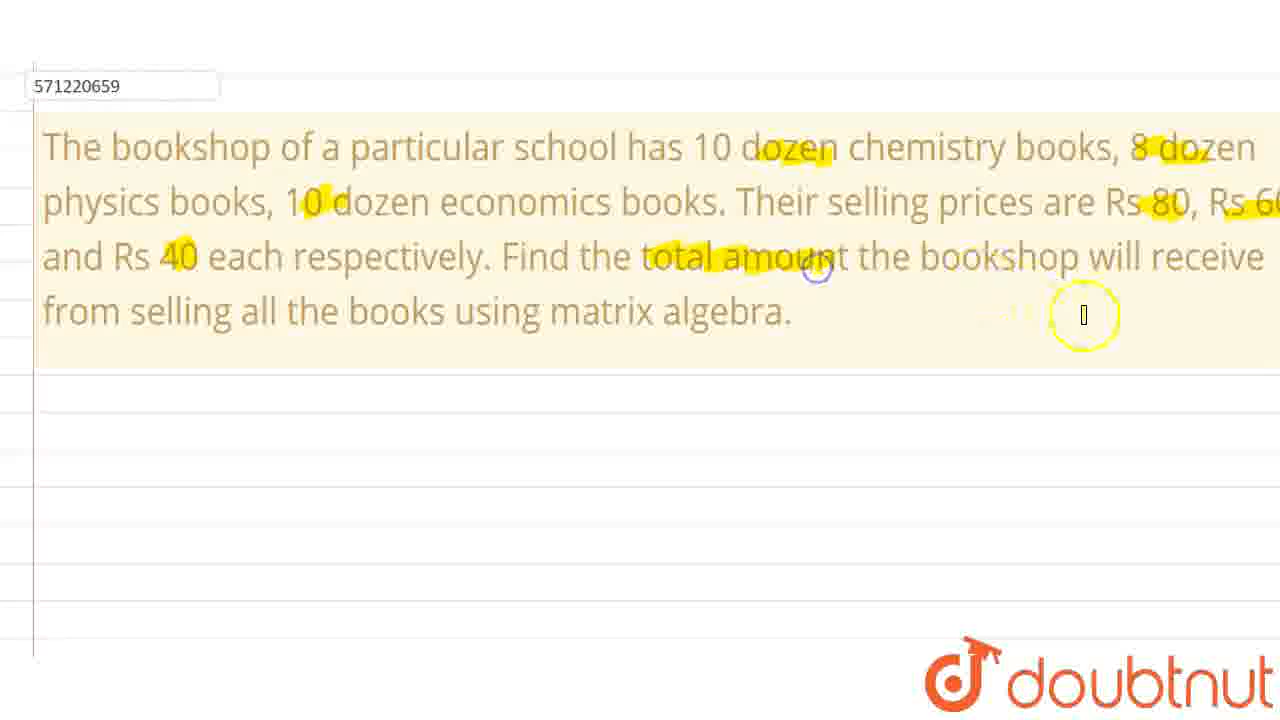 571220659
The bookshop of a particular school has 10 dozen chemistry books, 8 dozen
physics books, 10 dozen economics books. Their selling prices are Rs 80, Rs 60
and Rs 40 each respectively. Find the total amount the bookshop will receive
from selling all the books using matrix algebra.
doubtnut